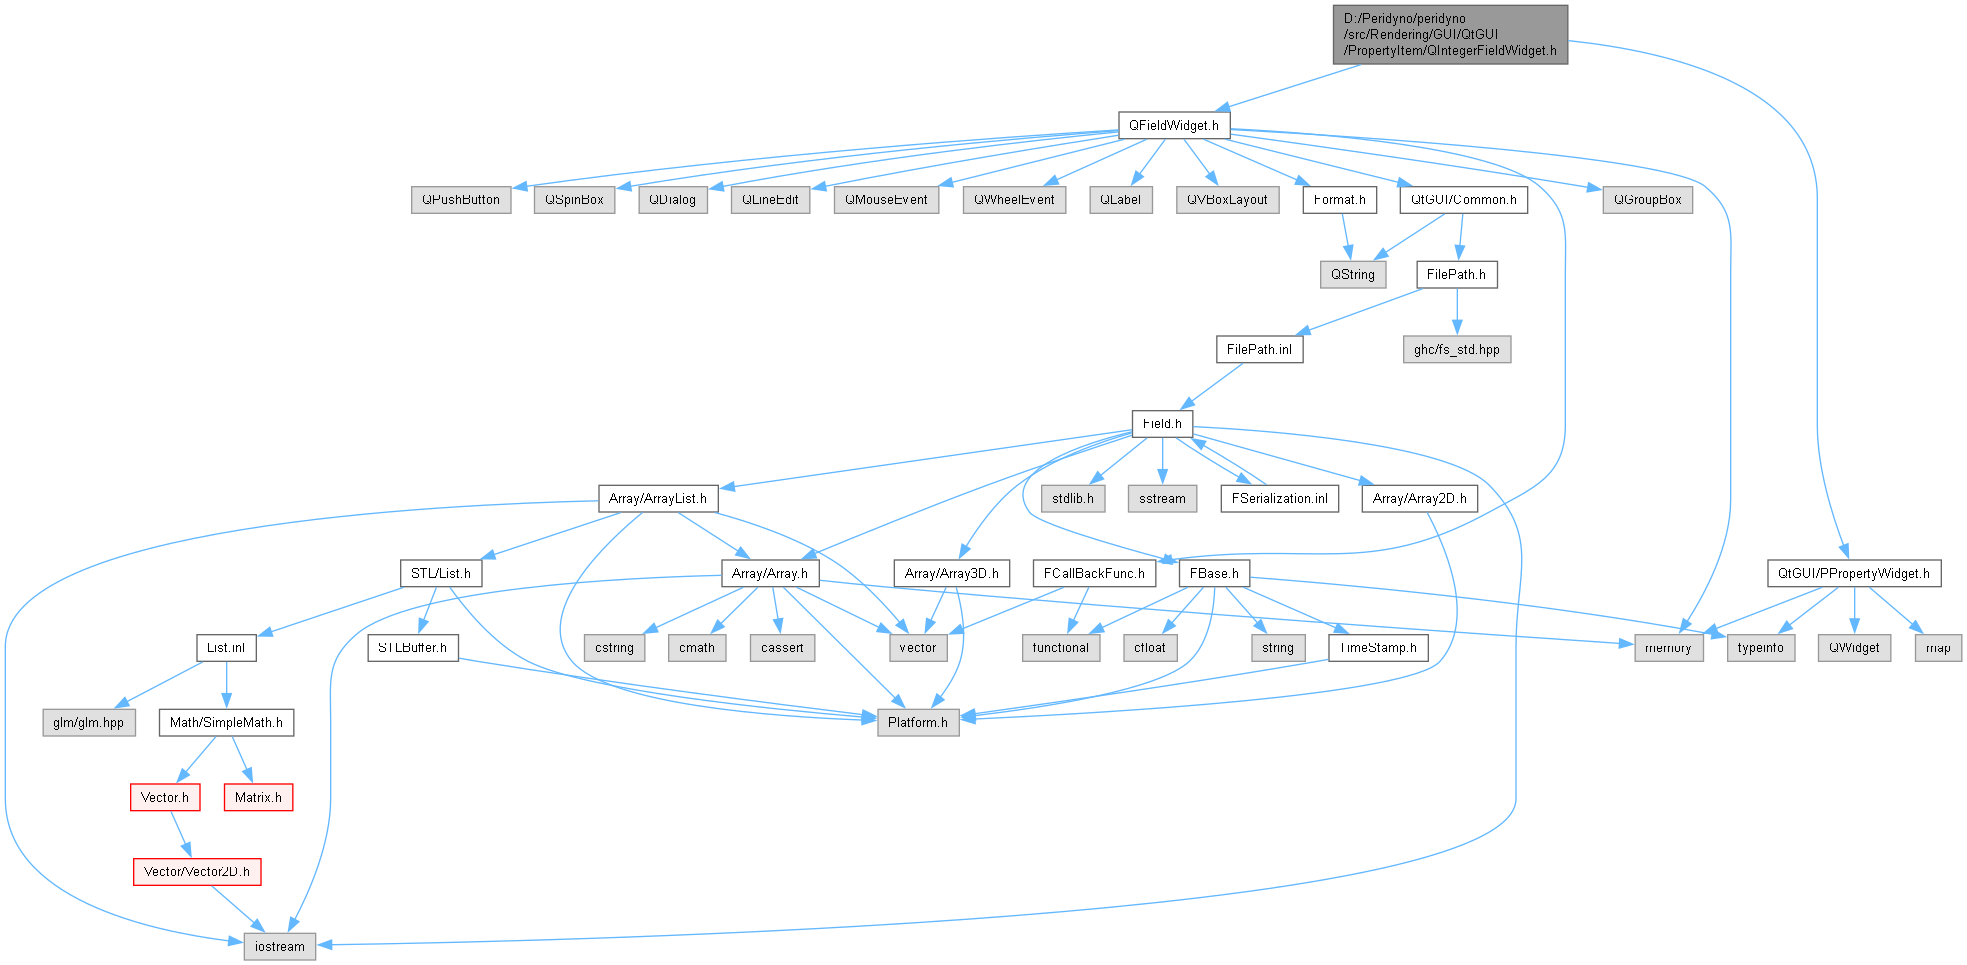 D:/Peridyno/peridyno
/src/Rendering/GUI/QtGUI
/PropertyItem/QIntegerFieldWidget.h
QFieldWidget.h
QPushButton
QSpinBox
QDialog
QLineEdit
QMouseEvent
QWheelEvent
QLabel
QVBoxLayout
Format.h
QtGUI/Common.h
QGroupBox
QString
FilePath.h
FilePath.inl
ghc/fs_std.hpp
Field.h
Array/ArrayList.h
stdlib.h
sstream
FSerialization.inl
Array/Array2D.h
STL/List.h
Array/Array.h
Array/Array3D.h
FCallBackFunc.h
FBase.h
QtGUI/PPropertyWidget.h
List.inl
STLBuffer.h
cstring
cmath
cassert
vector
functional
cfloat
string
TimeStamp.h
memory
typeinfo
QWidget
map
glm/glm.hpp
Math/SimpleMath.h
Platform.h
Vector.h
Matrix.h
Vector/Vector2D.h
iostream